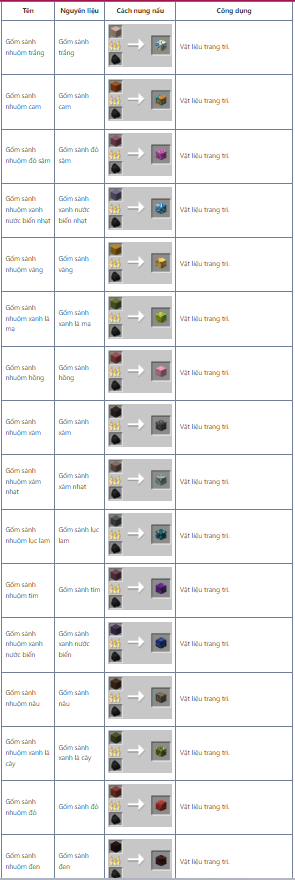 Tên Nguyên liệu Cách nung nấu Công dụng
Gốm sành
nhuộm trắng
Gốm sành
trắng
Vật liệu trang trí.
Gốm sành
nhuộm cam
Gốm sành
cam
Vật liệu trang trí.
Gốm sành
nhuộm đỏ sậm
Gốm sành đỏ
sậm
Vật liệu trang trí.
Gốm sành
nhuộm xanh
nước biển nhạt
Gốm sành
xanh nước
biển nhạt
Vật liệu trang trí.
Gốm sành
nhuộm vàng
Gốm sành
vàng
Vật liệu trang trí.
Gốm sành
nhuộm xanh lá
mạ
Gốm sành
xanh lá mạ
Vật liệu trang trí.
Gốm sành
nhuộm hồng
Gốm sành
hồng
Vật liệu trang trí.
Gốm sành
nhuộm xám
Gốm sành
xám
Vật liệu trang trí.
Gốm sành
nhuộm xám
nhạt
Gốm sành
xám nhạt
Vật liệu trang trí.
Gốm sành
nhuộm lục lam
Gốm sành lục
lam
Vật liệu trang trí.
Gốm sành
nhuộm tím
Gốm sành tím
Vật liệu trang trí.
Gốm sành
nhuộm xanh
nước biển
Gốm sành
xanh nước
biển
Vật liệu trang trí.
Gốm sành
nhuộm nâu
Gốm sành
nâu
Vật liệu trang trí.
Gốm sành
nhuộm xanh lá
cây
Gốm sành
xanh lá cây
Vật liệu trang trí.
Gốm sành
nhuộm đỏ
Gốm sành đỏ
Vật liệu trang trí.
Gốm sành
nhuộm đen
Gốm sành
đen
Vật liệu trang trí.